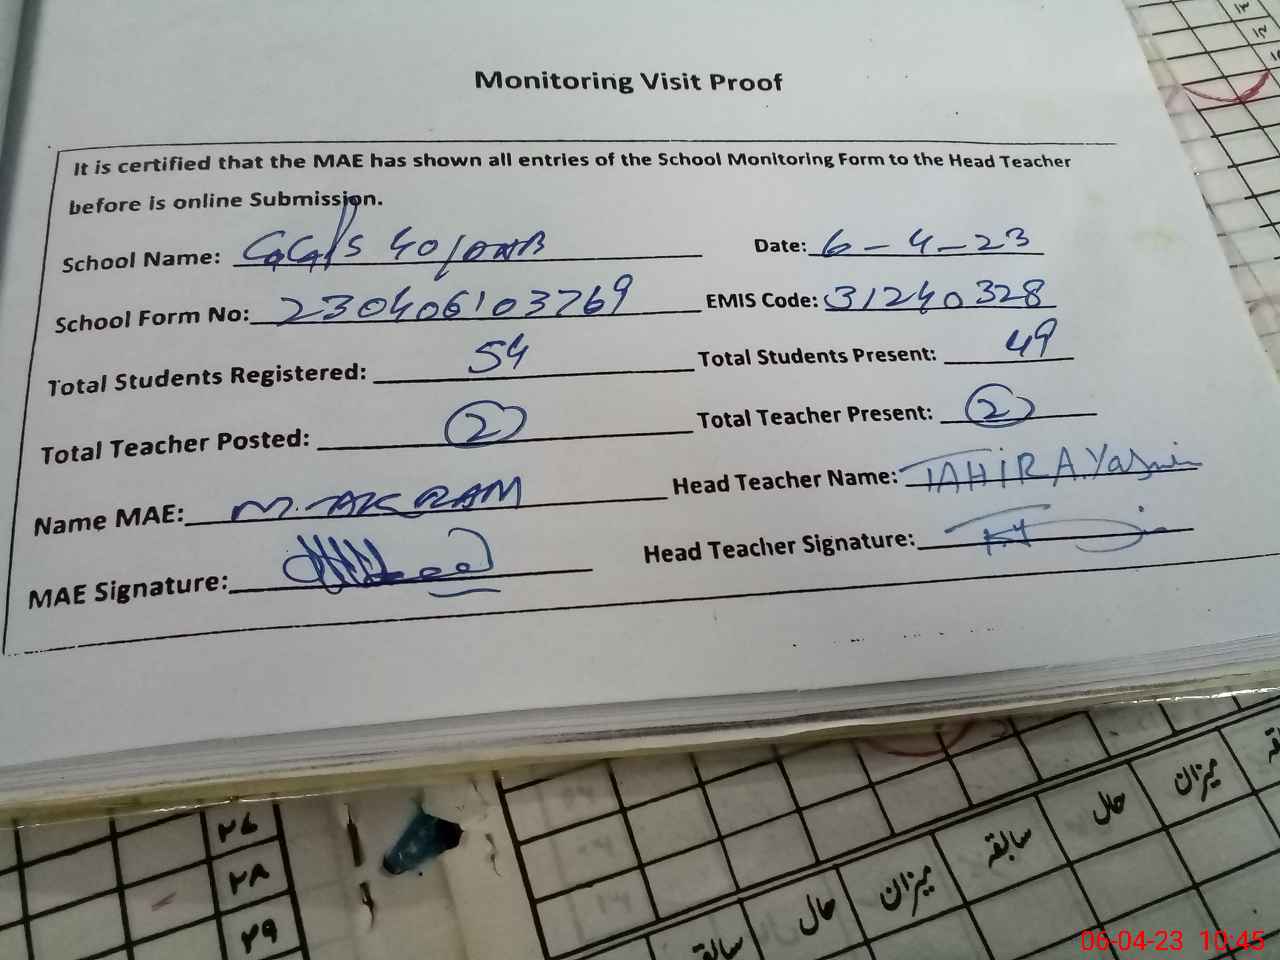 Monitoring Visit Proof
It is certified that the MAE has shown all entries of the School Monitoring Form to the Head Teacher
before is online Submission.
School Name: GGPS 40/DNB Date: 6-4-23
School Form No: 230406103769 EMIS Code: 31240328
Total Students Registered: 54 Total Students Present: 49
Total Teacher Posted: 2 Total Teacher Present: 2
Name MAE: M. AKRAM Head Teacher Name: TAHIRA Yasmin
MAE Signature: Head Teacher Signature:
۱۳
۱۲
۲۷
۲۸
۲۹
سابقہ حال میزان سابقہ حال میزان
06-04-23 10:45